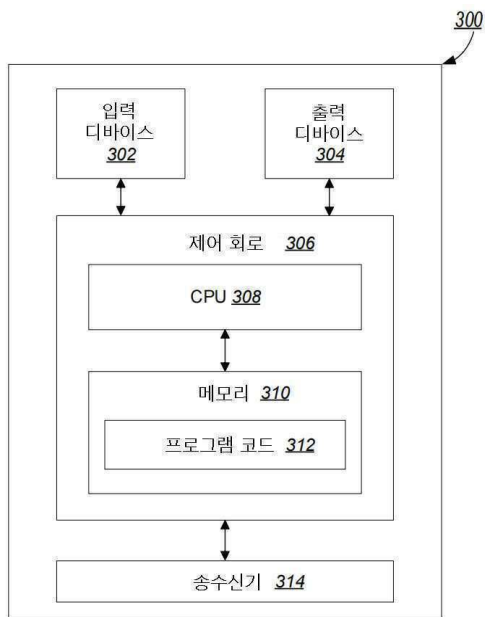 300
입력
디바이스
302
출력
디바이스
304
제어 회로 306
CPU 308
메모리 310
프로그램 코드 312
송수신기 314